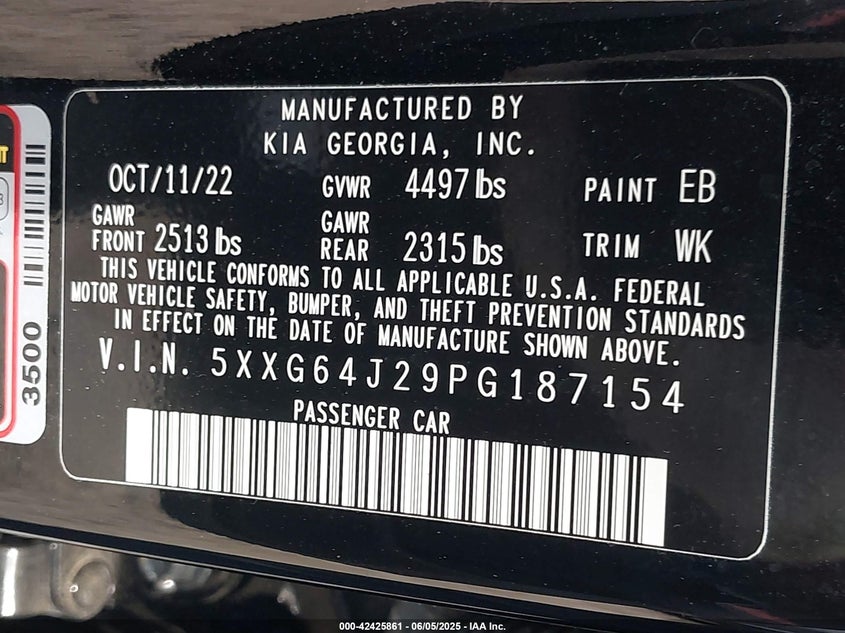 MANUFACTURED BY
KIA GEORGIA, INC.
OCT/11/22 GVWR 4497 lbs PAINT EB
GAWR FRONT 2513 lbs GAWR REAR 2315 lbs TRIM WK
THIS VEHICLE CONFORMS TO ALL APPLICABLE U.S.A. FEDERAL
MOTOR VEHICLE SAFETY, BUMPER, AND THEFT PREVENTION STANDARDS
IN EFFECT ON THE DATE OF MANUFACTURE SHOWN ABOVE.
V.I.N. 5XXG64J29PG187154
PASSENGER CAR
3500
000-42425861 - 06/05/2025 - IAA Inc.